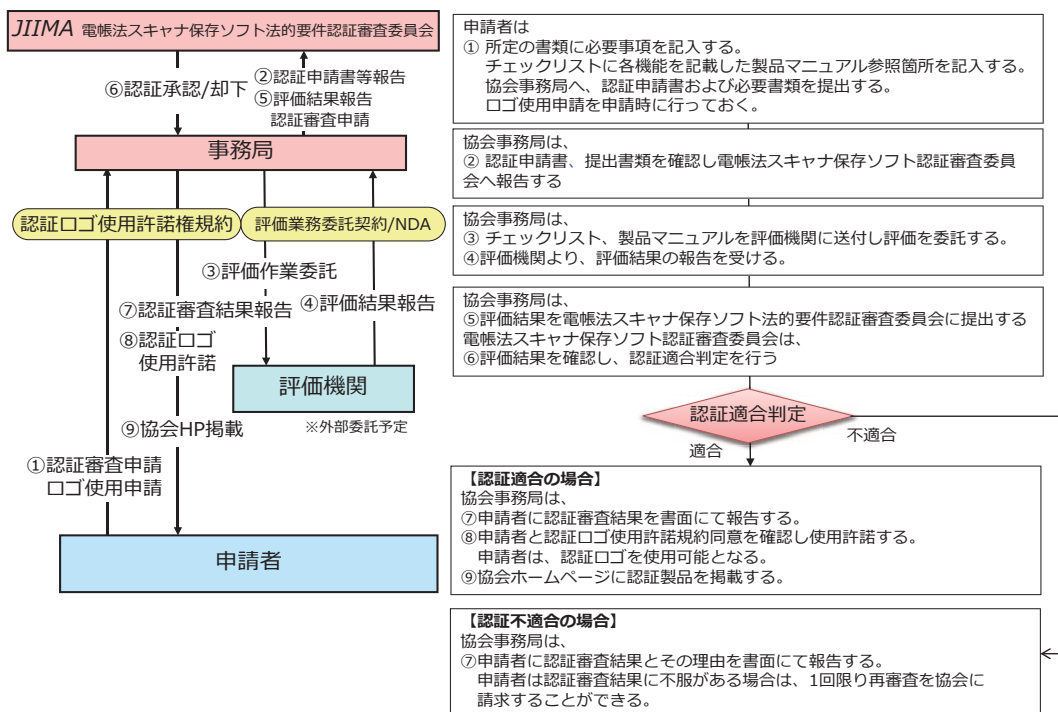 JIIMA 電帳法スキャナ保存ソフト法的要件認証審査委員会
⑥認証承認/却下
②認証申請書等報告
⑤評価結果報告
認証審査申請
事務局
認証ロゴ使用許諾権規約
評価業務委託契約/NDA
③評価作業委託
⑦認証審査結果報告
④評価結果報告
⑧認証ロゴ
使用許諾
評価機関
※外部委託予定
⑨協会HP掲載
①認証審査申請
ロゴ使用申請
申請者
申請者は
① 所定の書類に必要事項を記入する。
チェックリストに各機能を記載した製品マニュアル参照箇所を記入する。
協会事務局へ、認証申請書および必要書類を提出する。
ロゴ使用申請を申請時に行っておく。
協会事務局は、
② 認証申請書、提出書類を確認し電帳法スキャナ保存ソフト認証審査委員
会へ報告する
協会事務局は、
③ チェックリスト、製品マニュアルを評価機関に送付し評価を委託する。
④評価機関より、評価結果の報告を受ける。
協会事務局は、
⑤評価結果を電帳法スキャナ保存ソフト法的要件認証審査委員会に提出する
電帳法スキャナ保存ソフト認証審査委員会は、
⑥評価結果を確認し、認証適合判定を行う
認証適合判定
不適合
適合
【認証適合の場合】
協会事務局は、
⑦申請者に認証審査結果を書面にて報告する。
⑧申請者と認証ロゴ使用許諾規約同意を確認し使用許諾する。
申請者は、認証ロゴを使用可能となる。
⑨協会ホームページに認証製品を掲載する。
【認証不適合の場合】
協会事務局は、
⑦申請者に認証審査結果とその理由を書面にて報告する。
申請者は認証審査結果に不服がある場合は、1回限り再審査を協会に
請求することができる。